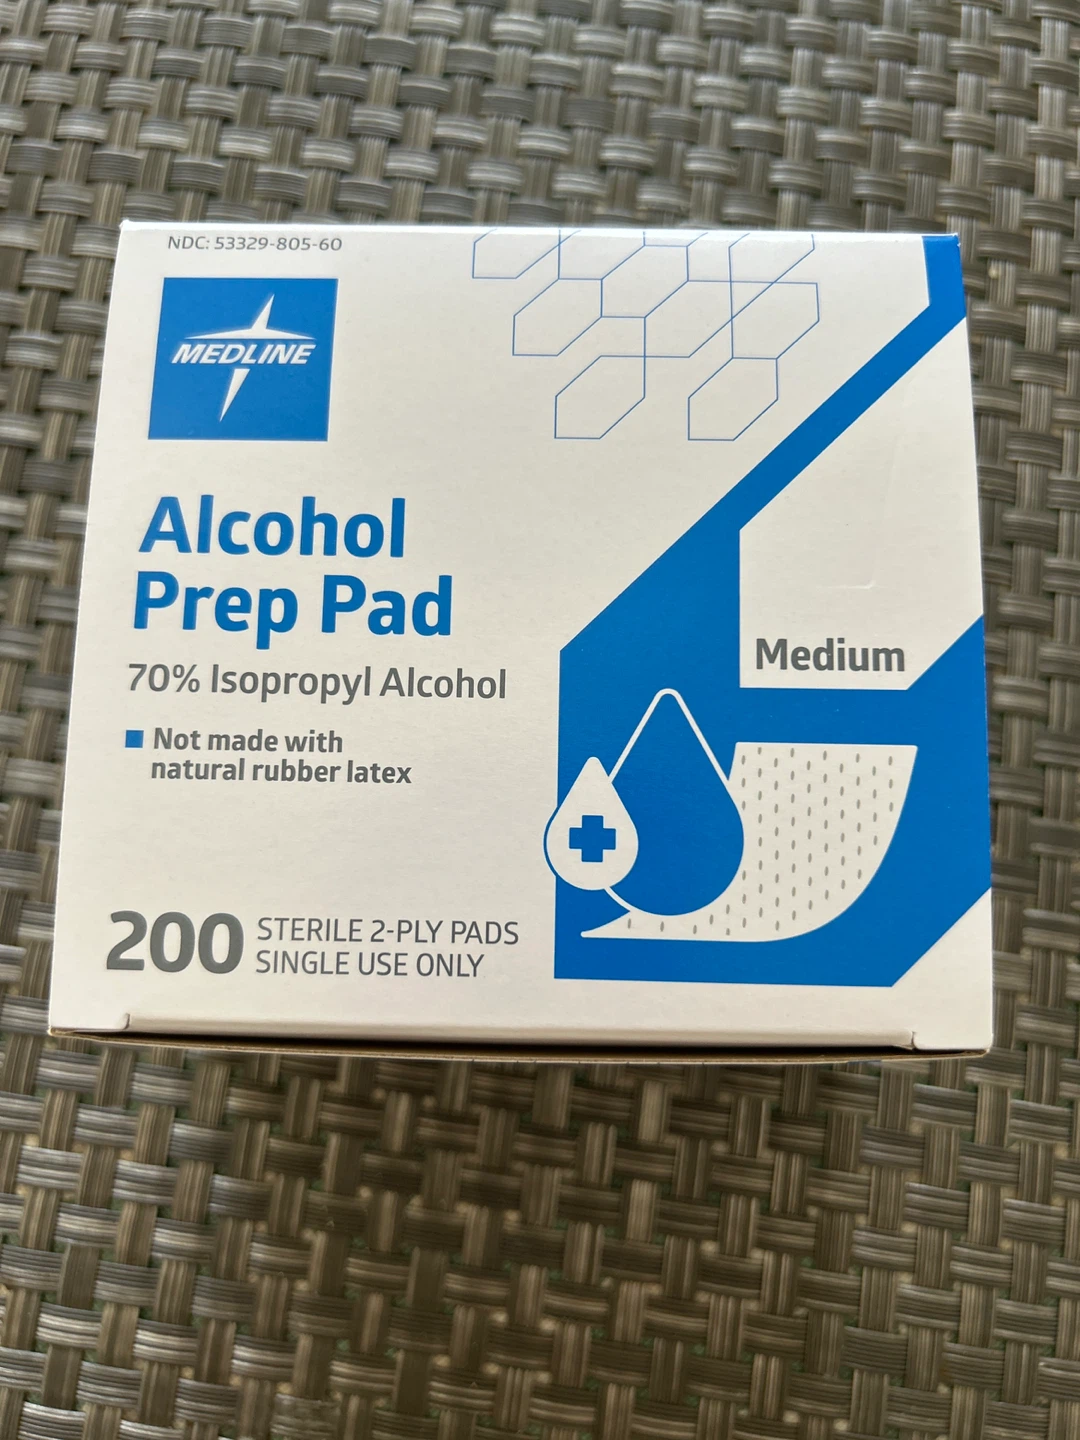 NDC: 53329-805-60
MEDLINE
Alcohol
Prep Pad
70% Isopropyl Alcohol
Not made with
natural rubber latex
Medium
200 STERILE 2-PLY PADS
SINGLE USE ONLY